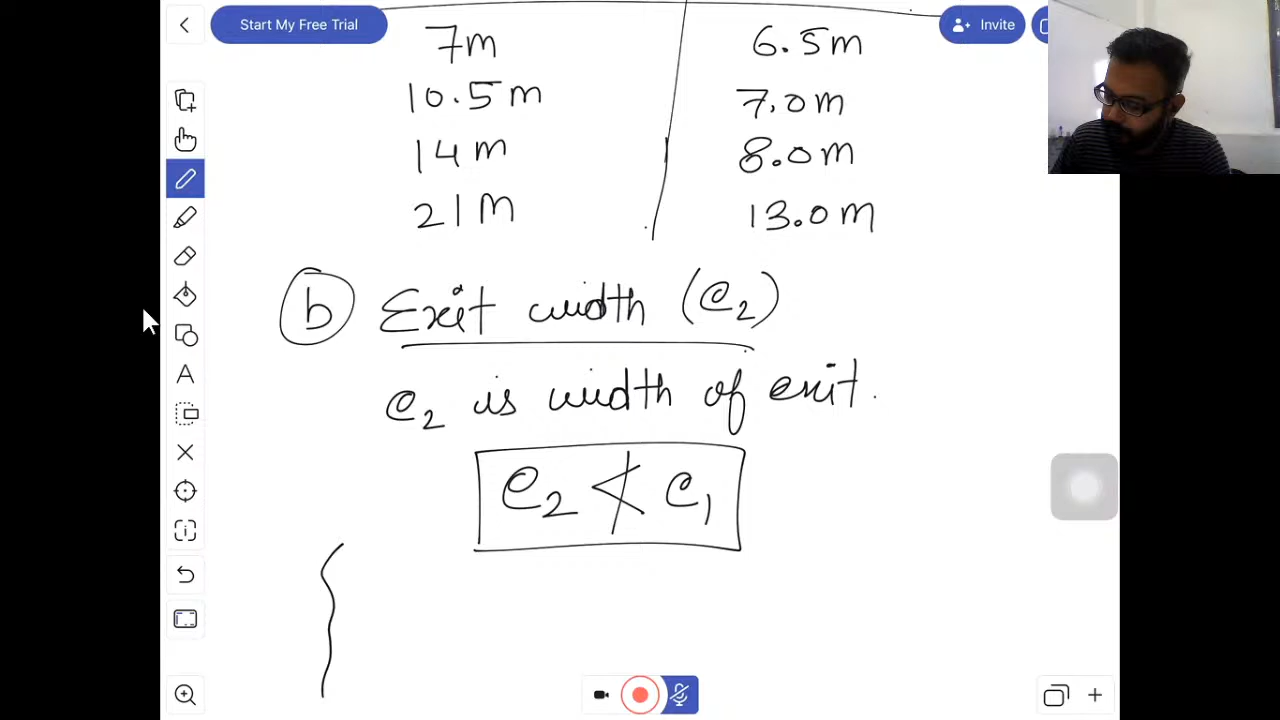 Start My Free Trial
Invite
7m 6.5m
10.5m 7.0m
14m 8.0m
21m 13.0m
b Exit width (e2)
e2 is width of exit.
e2 ≮ e1